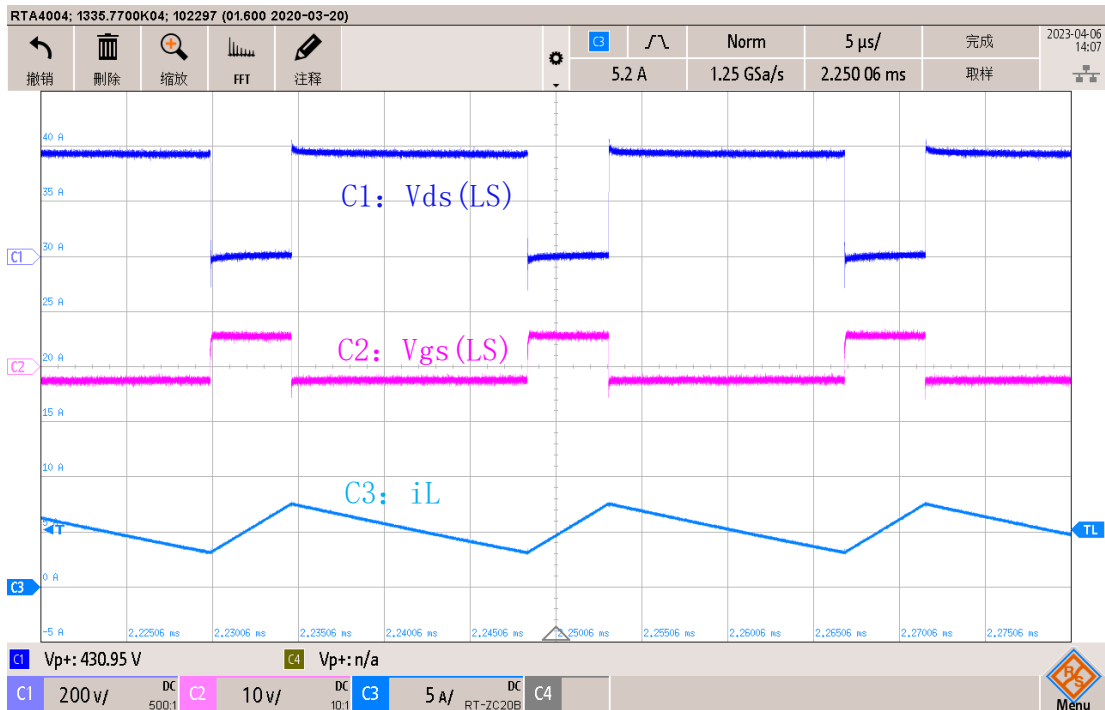 RTA4004; 1335.7700K04; 102297 (01.600 2020-03-20)
撤销 删除 缩放 FFT 注释
C3 Norm 5 µs/ 完成
5.2 A 1.25 GSa/s 2.250 06 ms 取样
2023-04-06
14:07
40 A
35 A
C1: Vds(LS)
C1
30 A
25 A
C2: Vgs(LS)
C2
20 A
15 A
10 A
C3: iL
5 A
T
TL
C3
0 A
-5 A
2.22506 ms 2.23006 ms 2.23506 ms 2.24006 ms 2.24506 ms 2.25006 ms 2.25506 ms 2.26006 ms 2.26506 ms 2.27006 ms 2.27506 ms
C1 Vp+: 430.95 V C4 Vp+: n/a
C1 200 V/ DC 500:1 C2 10 V/ DC 10:1 C3 5 A/ DC RT-ZC20B C4
R&S
Menu